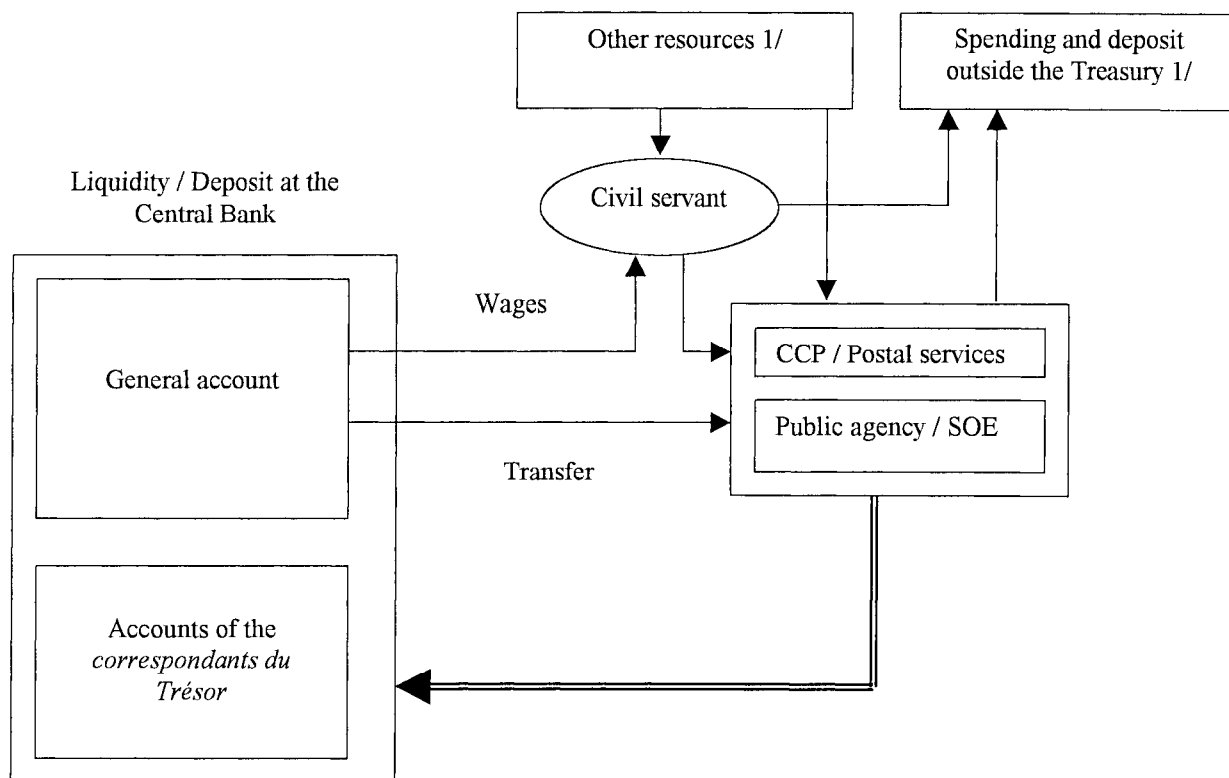 Other resources 1/
Spending and deposit
outside the Treasury 1/
Liquidity / Deposit at the
Central Bank
Civil servant
Wages
General account
CCP / Postal services
Public agency / SOE
Transfer
Accounts of the
correspondants du
Trésor